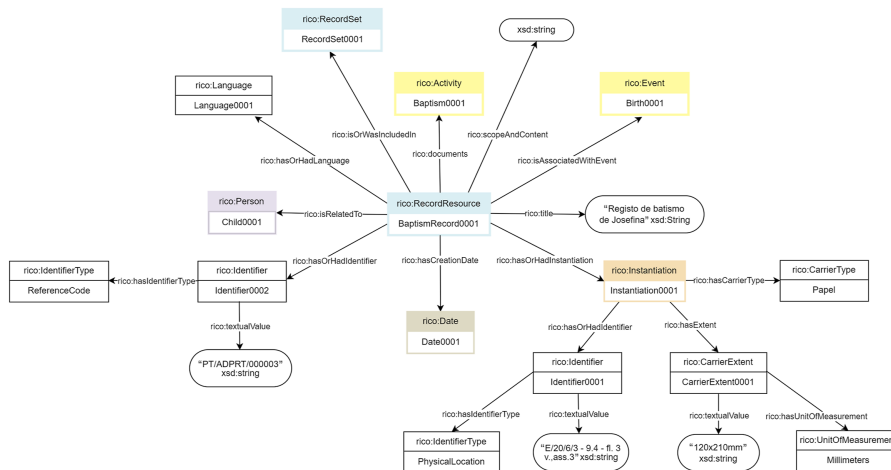 rico:RecordSet
RecordSet0001
xsd:string
rico:Language
Language0001
rico:Activity
Baptism0001
rico:Event
Birth0001
rico:isOrWasIncludedIn
rico:scopeAndContent
rico:hasOrHadLanguage
rico:documents
rico:isAssociatedWithEvent
rico:Person
Child0001
rico:isRelatedTo
rico:RecordResource
BaptismRecord0001
rico:title
“Registo de batismo
de Josefina” xsd:String
rico:hasOrHadIdentifier
rico:hasCreationDate
rico:hasOrHadInstantiation
rico:IdentifierType
ReferenceCode
rico:hasIdentifierType
rico:Identifier
Identifier0002
rico:Instantiation
Instantiation0001
rico:hasCarrierType
rico:CarrierType
Papel
rico:textualValue
rico:Date
Date0001
rico:hasOrHadIdentifier
rico:hasExtent
“PT/ADPRT/000003”
xsd:string
rico:Identifier
Identifier0001
rico:CarrierExtent
CarrierExtent0001
rico:hasIdentifierType
rico:textualValue
rico:textualValue
rico:hasUnitOfMeasurement
rico:IdentifierType
PhysicalLocation
“E/20/6/3 - 9.4 - fl. 3
v.,ass.3” xsd:string
“120x210mm”
xsd:string
rico:UnitOfMeasurement
Millimeters